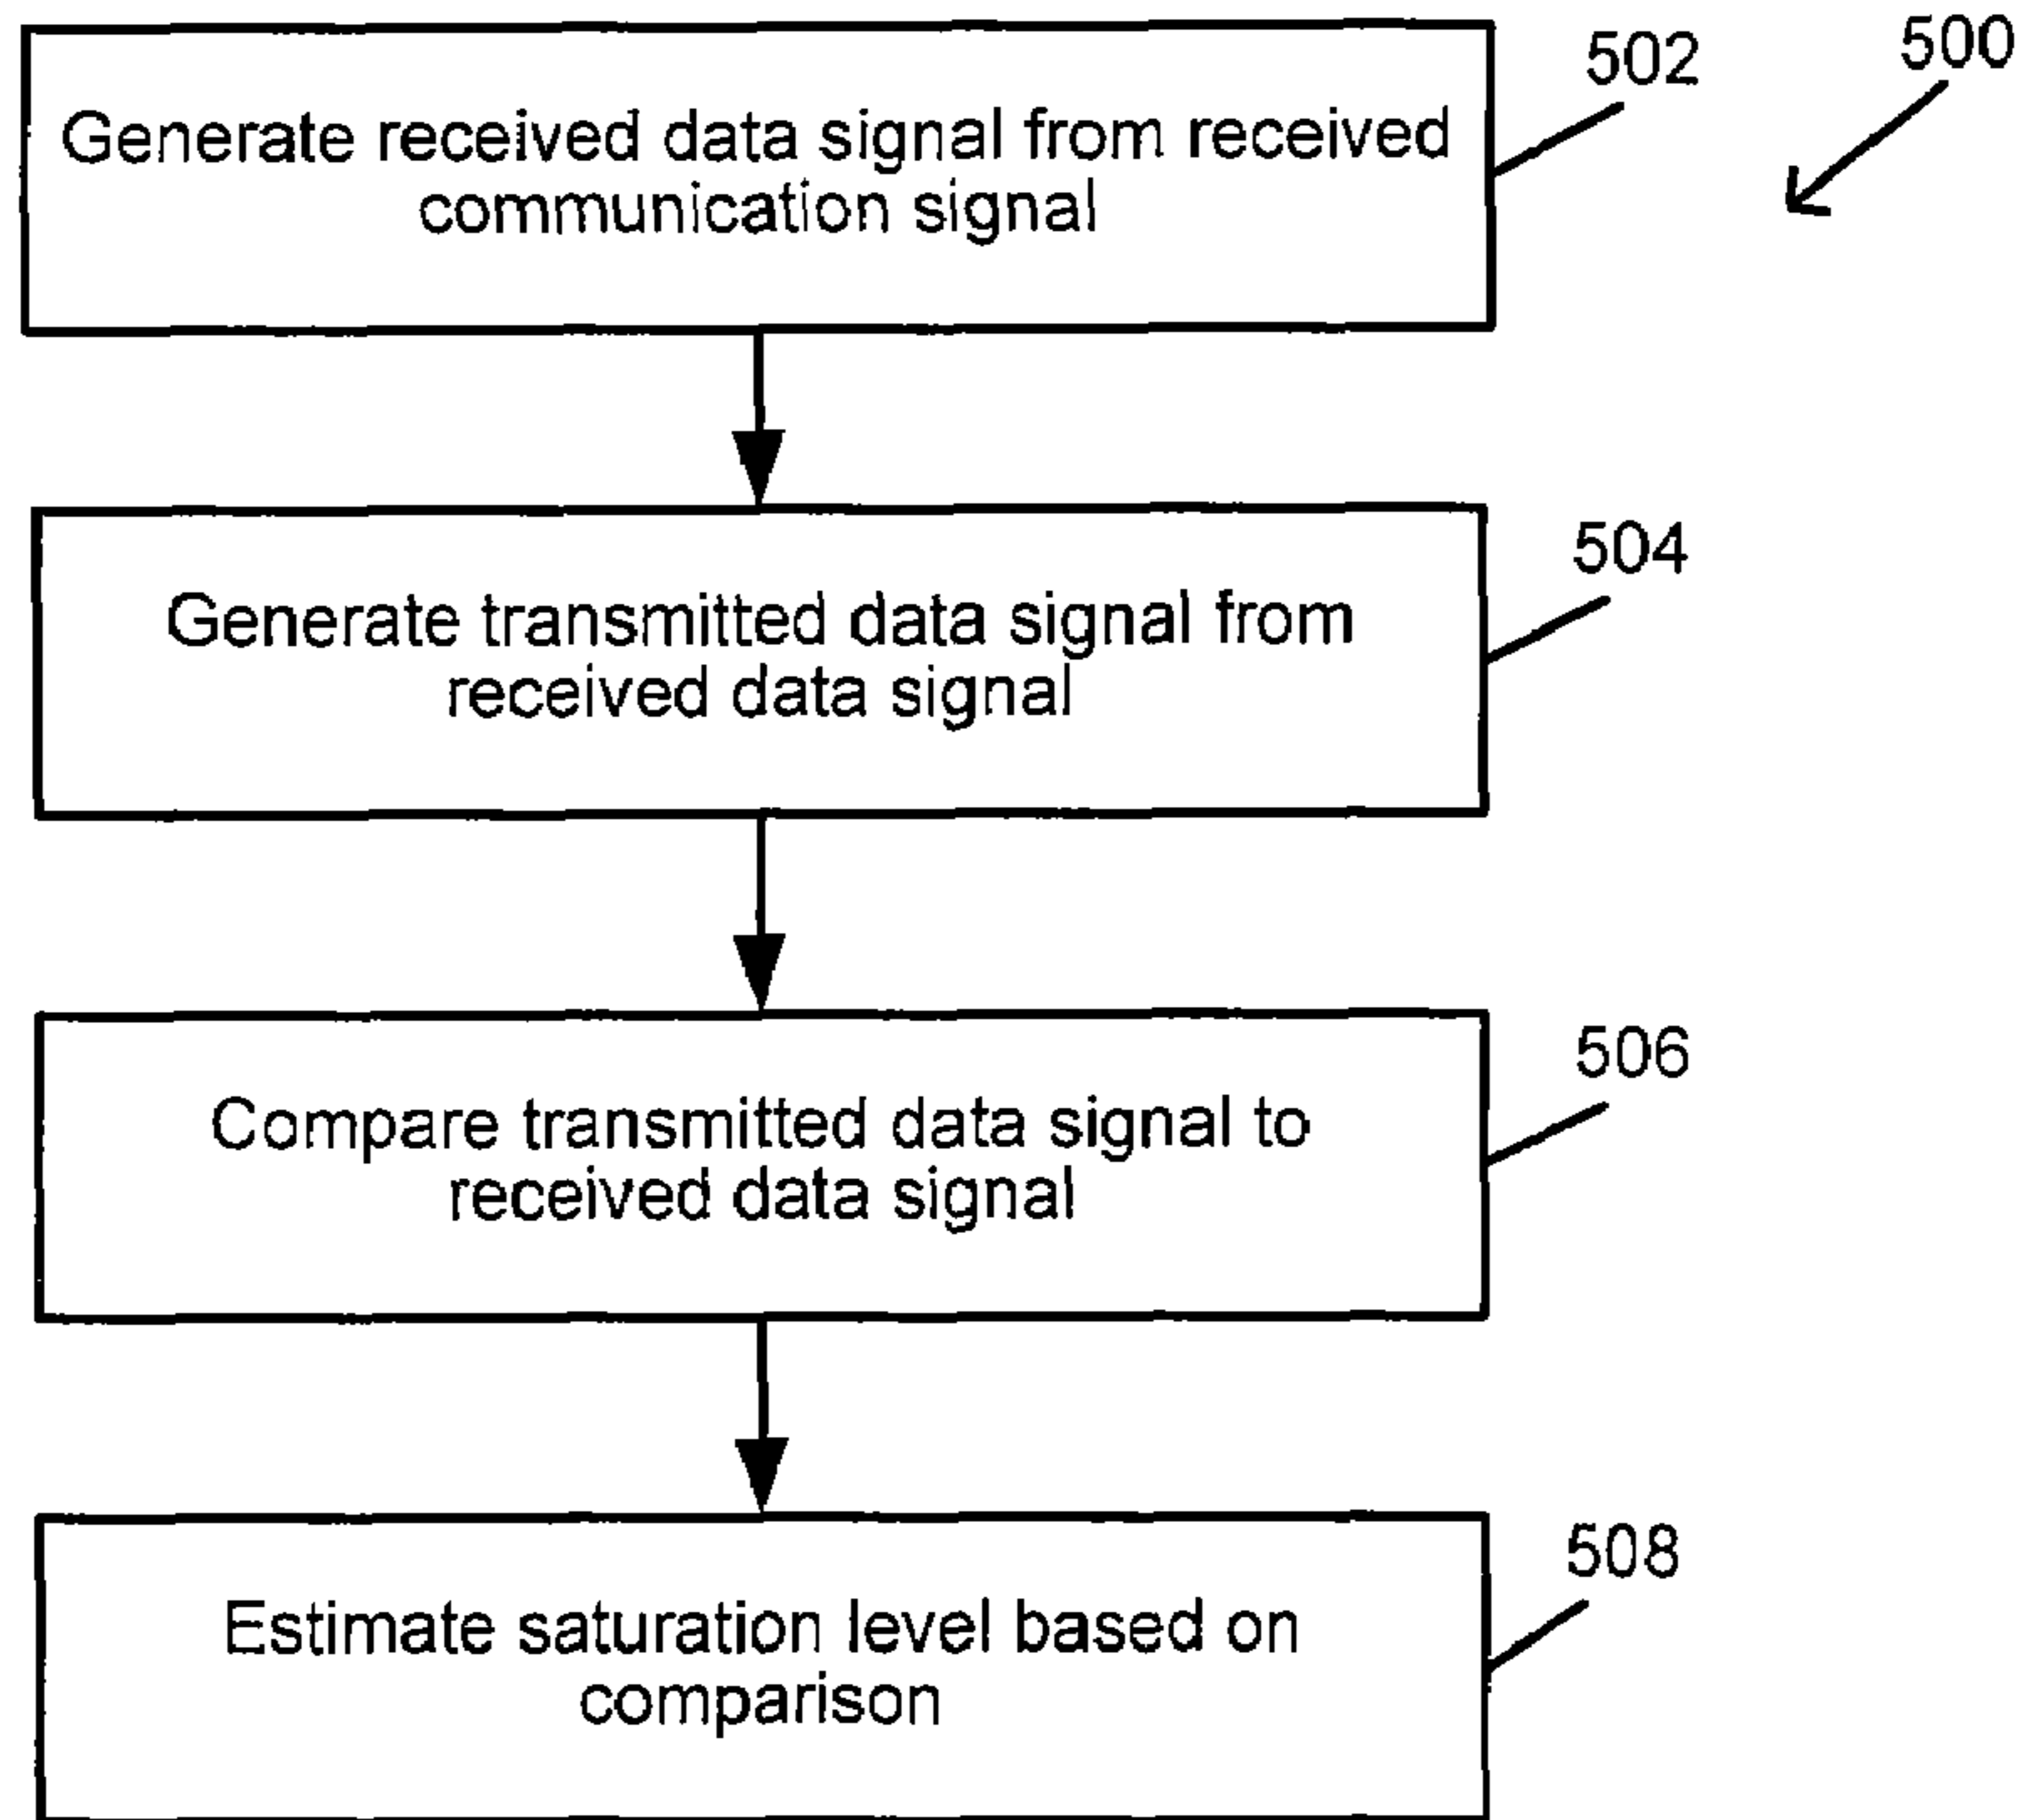 500
502
Generate received data signal from received
communication signal
504
Generate transmitted data signal from
received data signal
506
Compare transmitted data signal to
received data signal
508
Estimate saturation level based on
comparison